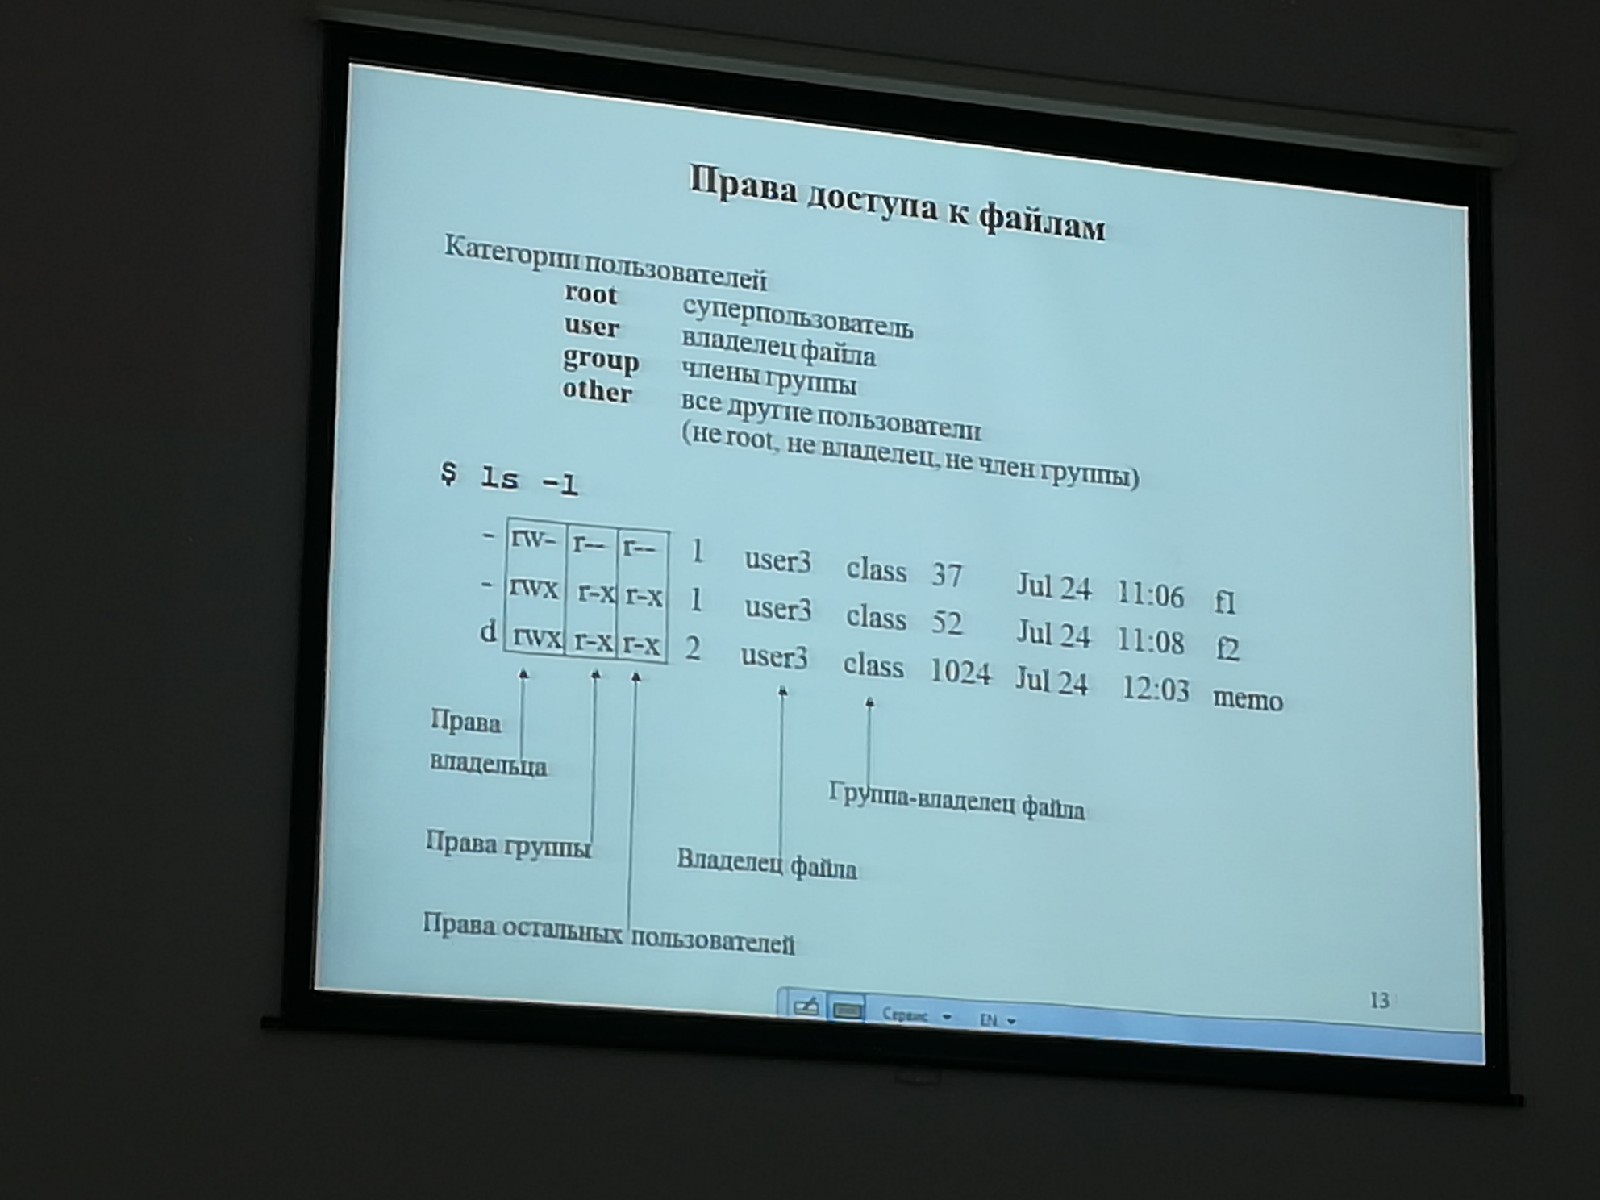 Права доступа к файлам
Категории пользователей
root суперпользователь
user владелец файла
group члены группы
other все другие пользователи
(не root, не владелец, не член группы)
$ ls -l
- rw- r-- r-- 1 user3 class 37 Jul 24 11:06 f1
- rwx r-x r-x 1 user3 class 52 Jul 24 11:08 f2
d rwx r-x r-x 2 user3 class 1024 Jul 24 12:03 memo
Права
владельца
Группа-владелец файла
Права группы
Владелец файла
Права остальных пользователей
13
Сервис EN